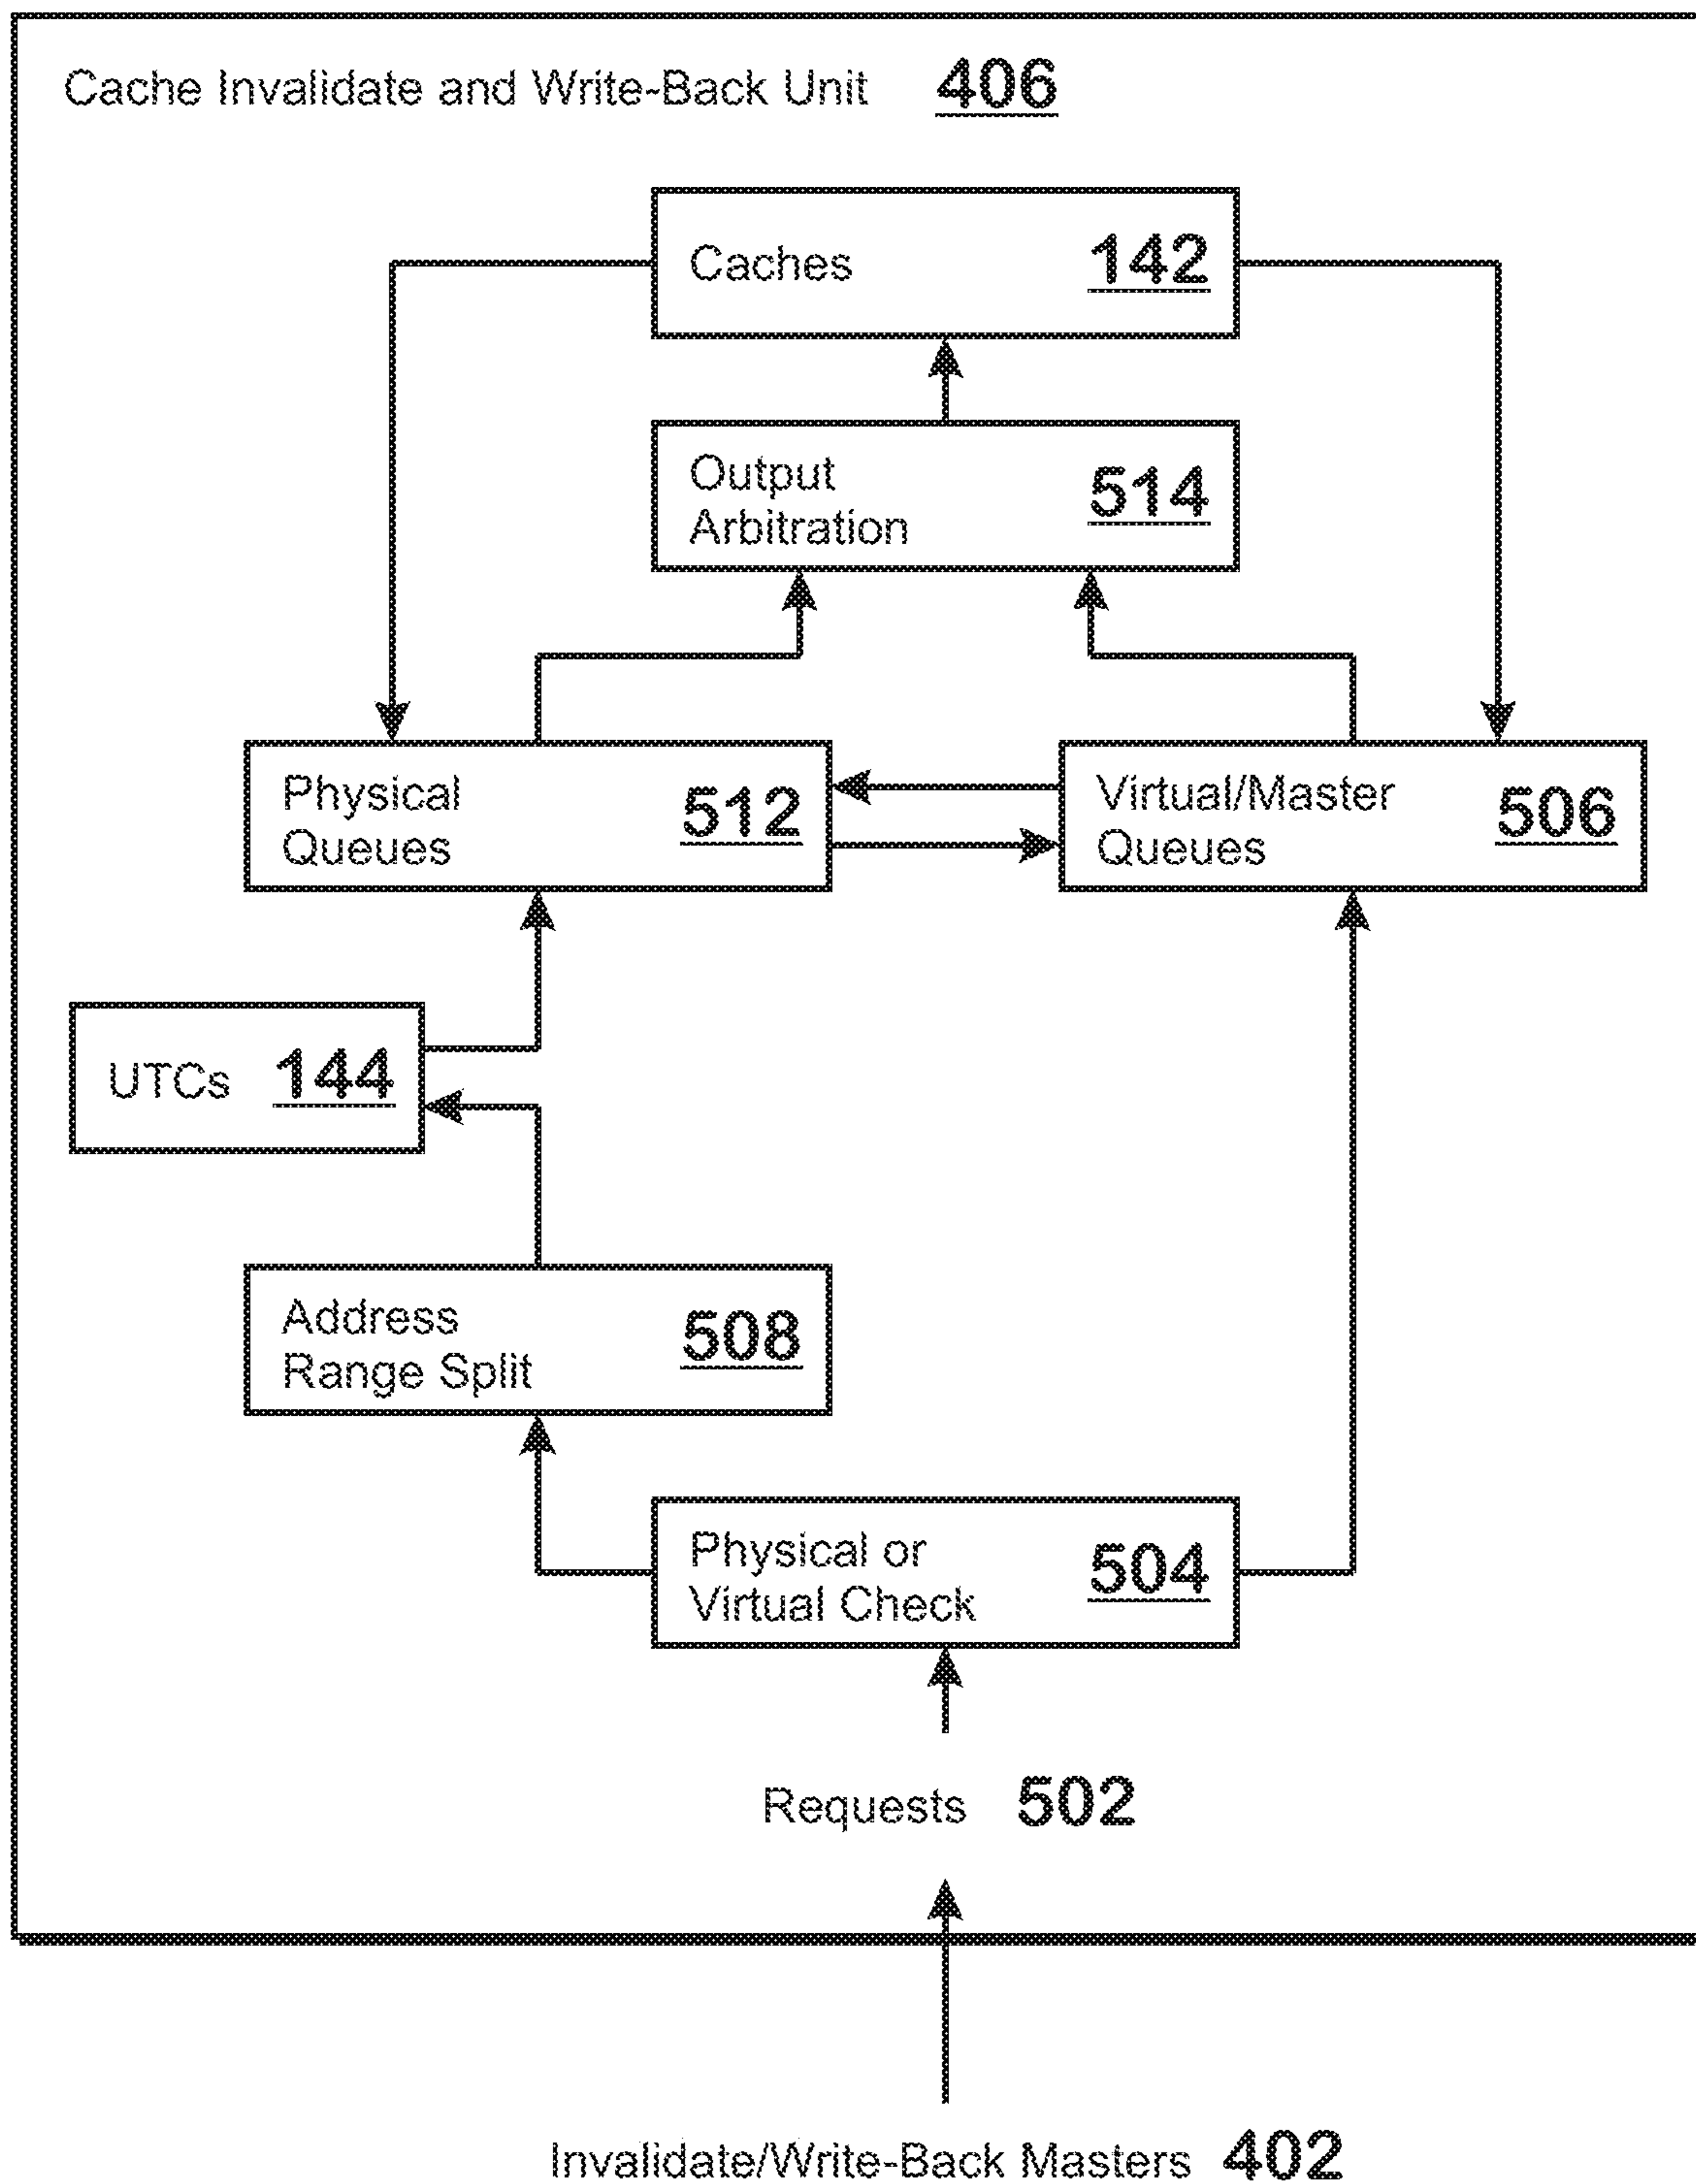 Cache Invalidate and Write-Back Unit 406
Caches 142
Output
Arbitration 514
Physical
Queues 512
Virtual/Master
Queues 506
UTCs 144
Address
Range Split 508
Physical or
Virtual Check 504
Requests 502
Invalidate/Write-Back Masters 402